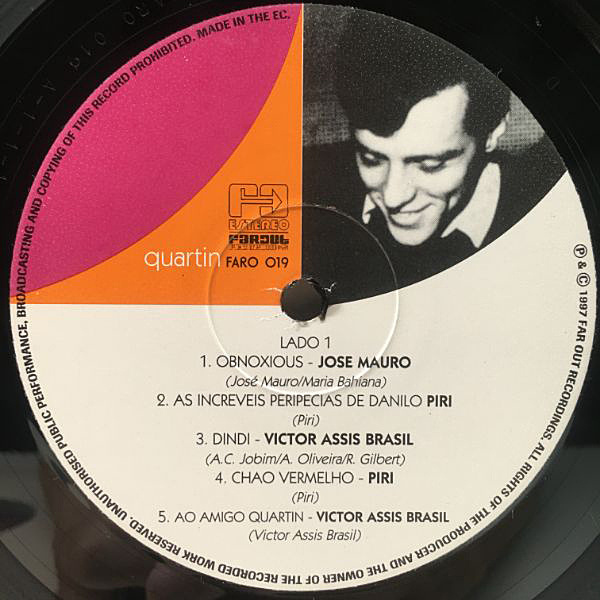 UNAUTHORISED PUBLIC PERFORMANCE, BROADCASTING AND COPYING OF THIS RECORD PROHIBITED. MADE IN THE EC.
ESTEREO
FAROUT
quartin FARO 019
℗ & © 1997 FAR OUT RECORDINGS. ALL RIGHTS OF THE PRODUCER AND THE OWNER OF THE RECORDED WORK RESERVED.
LADO 1
1. OBNOXIOUS - JOSE MAURO
(José Mauro/Maria Bahiana)
2. AS INCREVEIS PERIPECIAS DE DANILO PIRI
(Piri)
3. DINDI - VICTOR ASSIS BRASIL
(A.C. Jobim/A. Oliveira/R. Gilbert)
4. CHAO VERMELHO - PIRI
(Piri)
5. AO AMIGO QUARTIN - VICTOR ASSIS BRASIL
(Victor Assis Brasil)